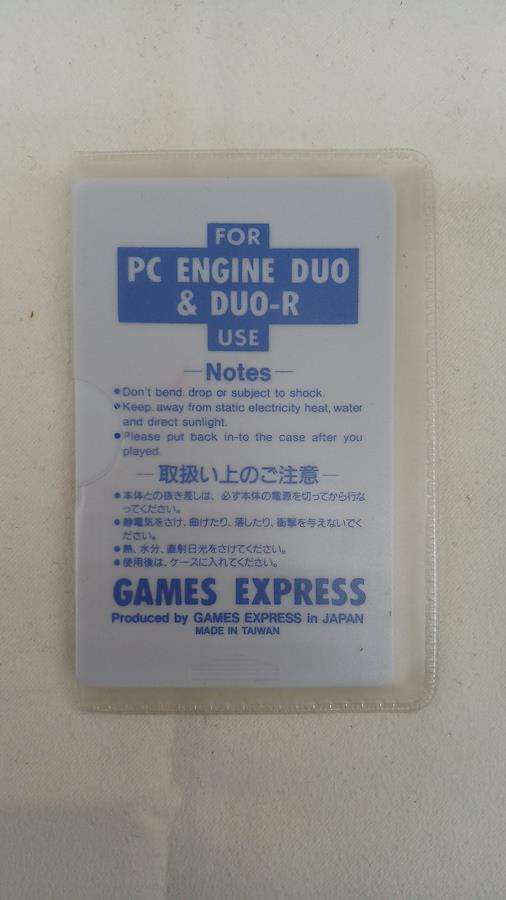 FOR
PC ENGINE DUO
& DUO-R
USE
Notes
●Don't bend. drop or subject to shock.
●Keep. away from static electricity heat, water
and direct sunlight.
●Please put back in-to the case after you
played
取扱い上のご注意
●本体との抜き差しは、必ず本体の電源を切ってから行な
ってください。
●静電気をさけ、曲げたり、落したり、衝撃を与えないでく
ださい。
●熱、水分、直射日光をさけてください。
●使用後は、ケースに入れてください。
GAMES EXPRESS
Produced by GAMES EXPRESS in JAPAN
MADE IN TAIWAN